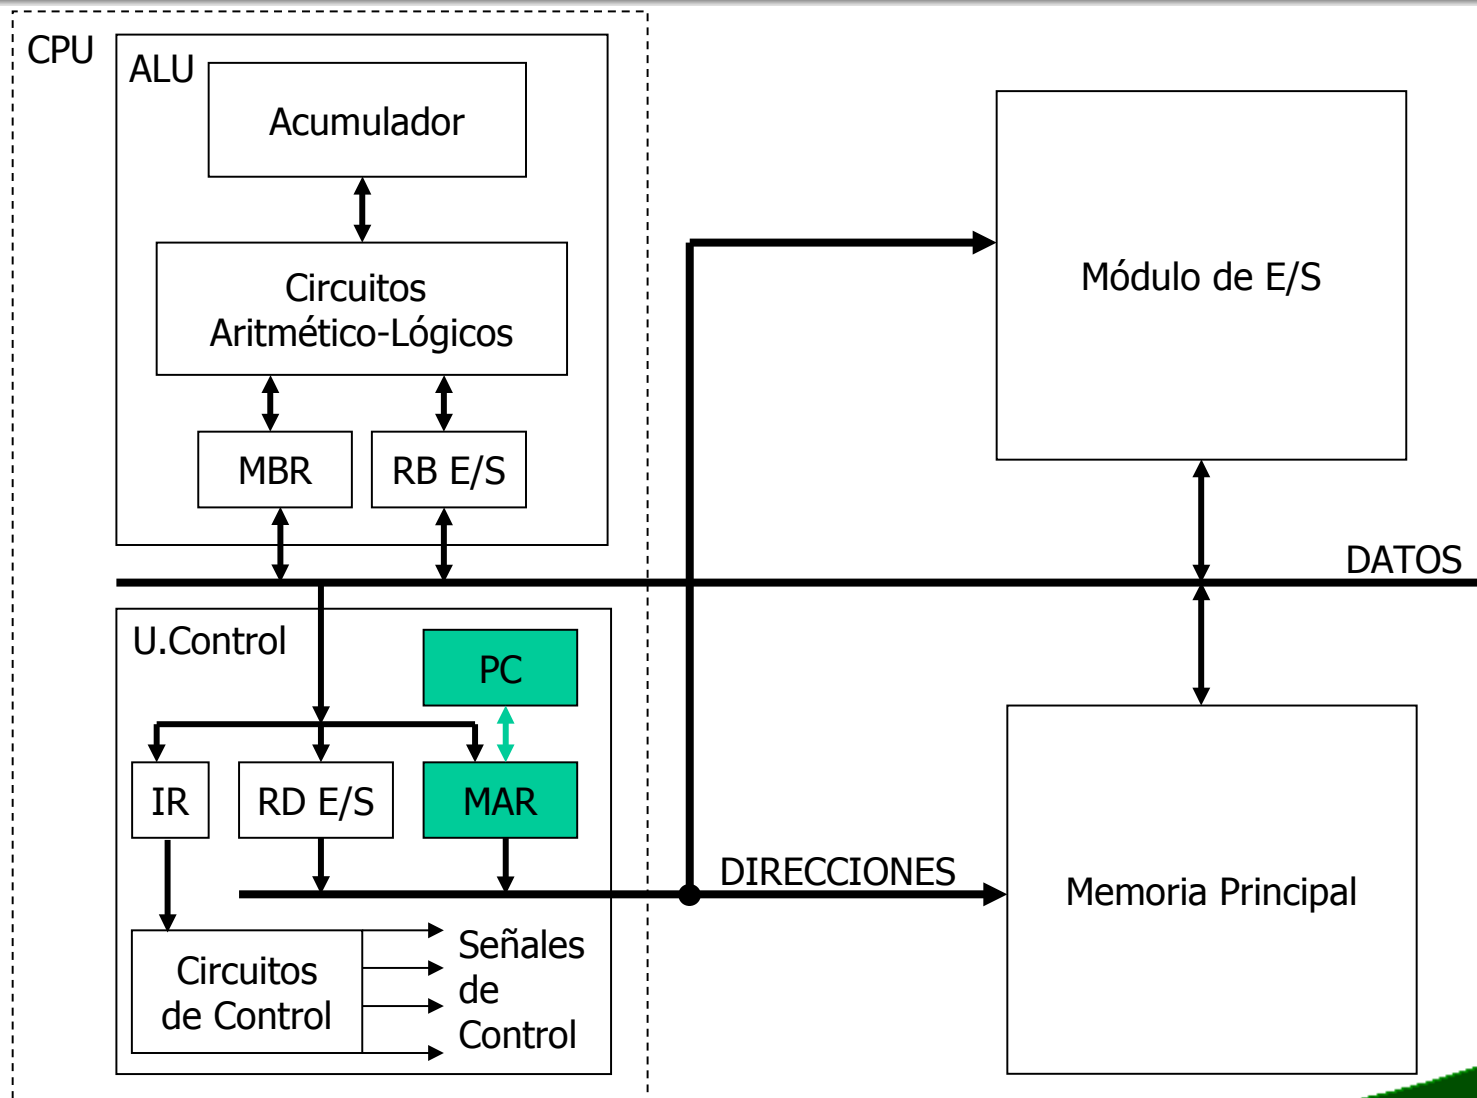 CPU
ALU
Acumulador
Circuitos
Aritmético-Lógicos
MBR
RB E/S
Módulo de E/S
DATOS
U.Control
PC
IR
RD E/S
MAR
DIRECCIONES
Memoria Principal
Circuitos
de Control
Señales
de
Control